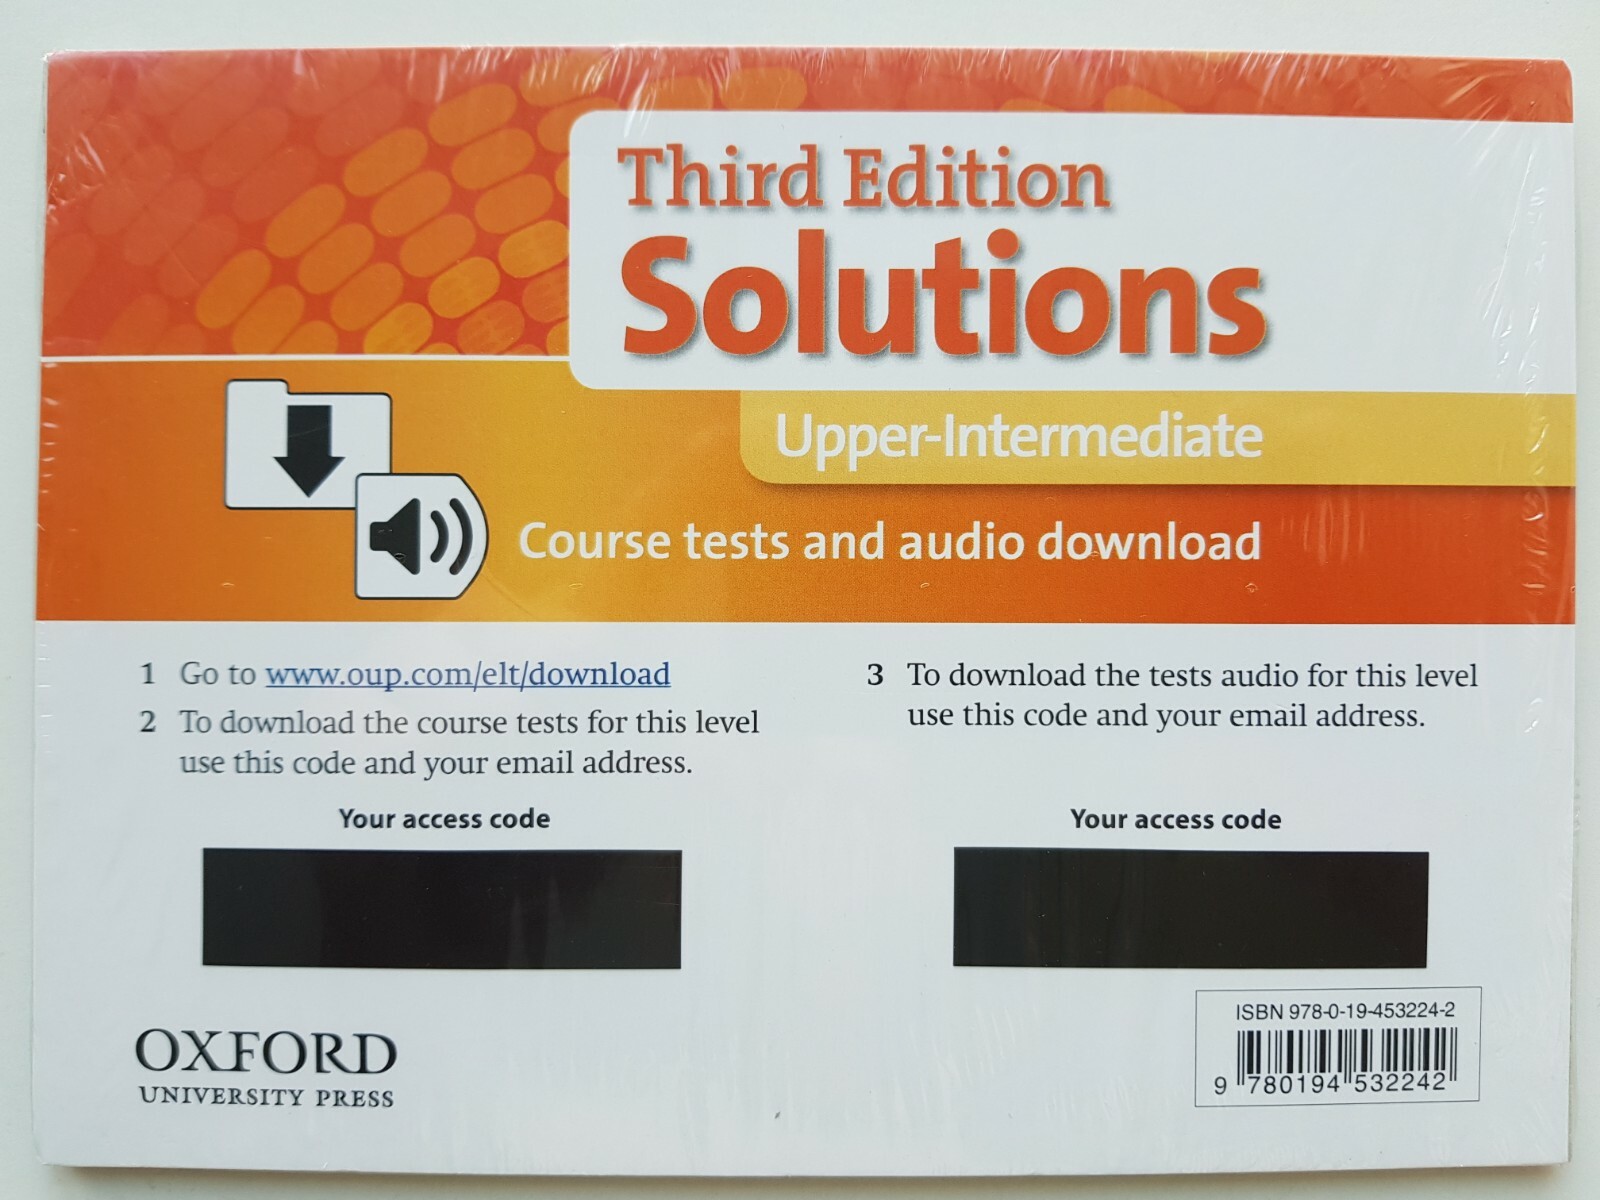 Third Edition
Solutions
Upper-Intermediate
Course tests and audio download
1 Go to www.oup.com/elt/download
2 To download the course tests for this level
use this code and your email address.
Your access code
3 To download the tests audio for this level
use this code and your email address.
Your access code
OXFORD
UNIVERSITY PRESS
ISBN 978-0-19-453224-2
9 780194 532242